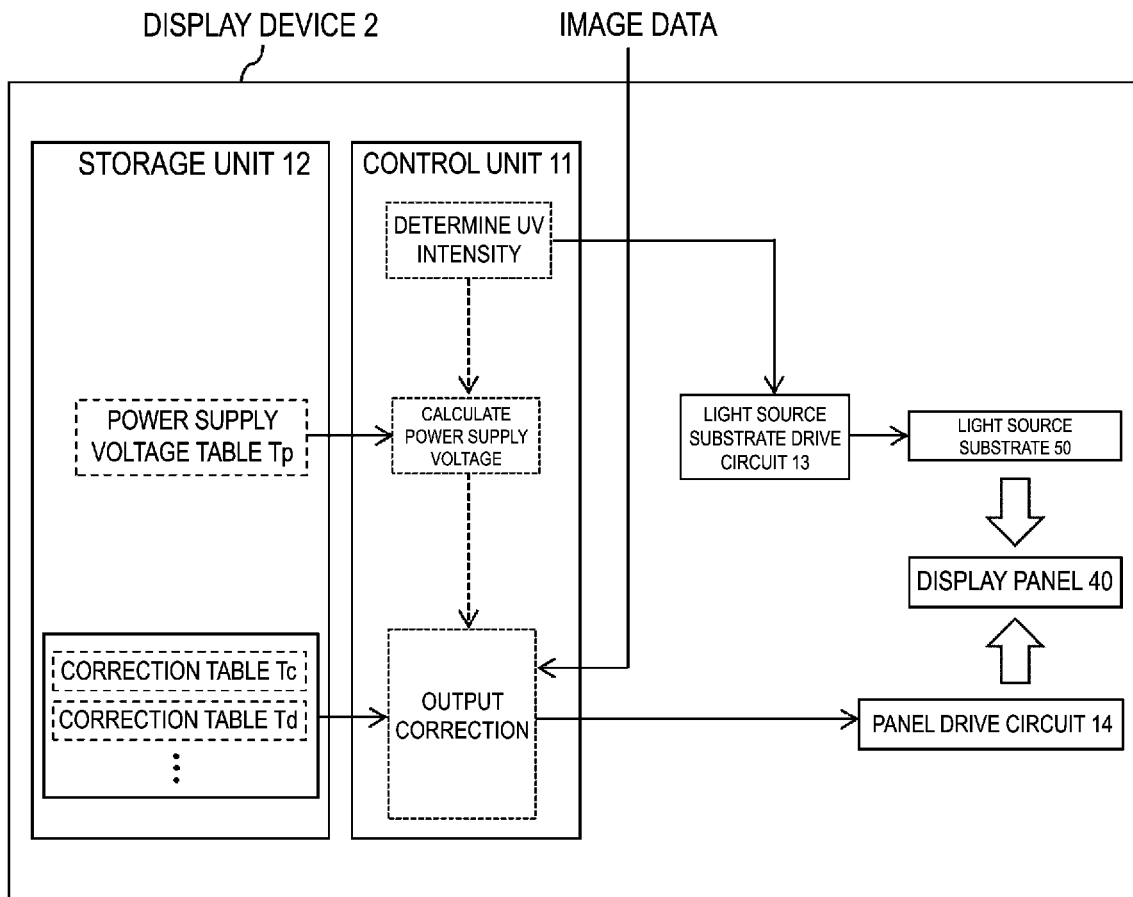 DISPLAY DEVICE 2
IMAGE DATA
STORAGE UNIT 12
CONTROL UNIT 11
DETERMINE UV
INTENSITY
POWER SUPPLY
VOLTAGE TABLE Tp
CALCULATE
POWER SUPPLY
VOLTAGE
LIGHT SOURCE
SUBSTRATE DRIVE
CIRCUIT 13
LIGHT SOURCE
SUBSTRATE 50
DISPLAY PANEL 40
CORRECTION TABLE Tc
CORRECTION TABLE Td
OUTPUT
CORRECTION
PANEL DRIVE CIRCUIT 14